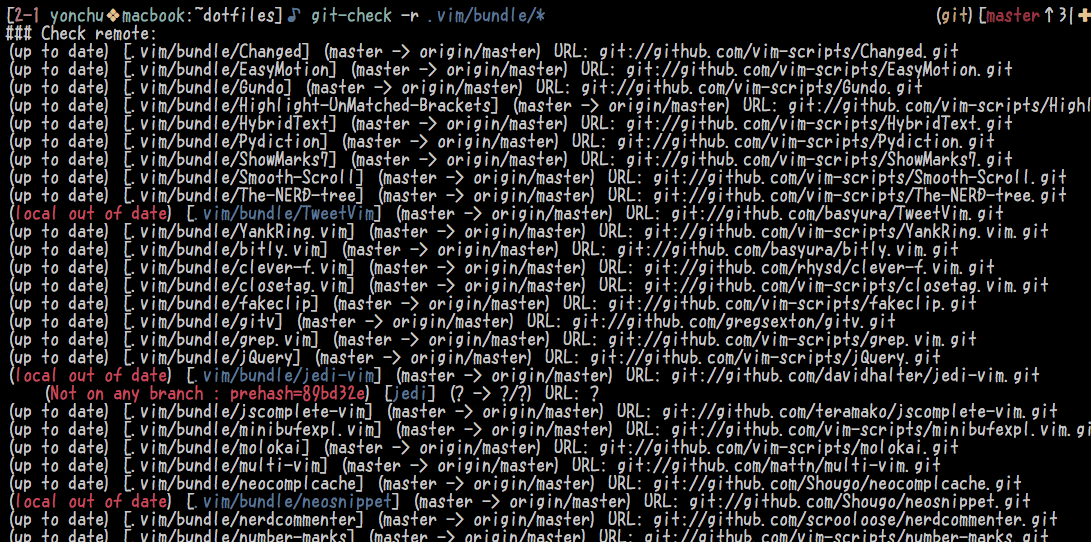 [2-1 yonchu❖macbook:~dotfiles]♪ git-check -r .vim/bundle/* (git)[master↑3|✚
### Check remote:
(up to date) [.vim/bundle/Changed] (master -> origin/master) URL: git://github.com/vim-scripts/Changed.git
(up to date) [.vim/bundle/EasyMotion] (master -> origin/master) URL: git://github.com/vim-scripts/EasyMotion.git
(up to date) [.vim/bundle/Gundo] (master -> origin/master) URL: git://github.com/vim-scripts/Gundo.git
(up to date) [.vim/bundle/Highlight-UnMatched-Brackets] (master -> origin/master) URL: git://github.com/vim-scripts/Highl
(up to date) [.vim/bundle/HybridText] (master -> origin/master) URL: git://github.com/vim-scripts/HybridText.git
(up to date) [.vim/bundle/Pydiction] (master -> origin/master) URL: git://github.com/vim-scripts/Pydiction.git
(up to date) [.vim/bundle/ShowMarks7] (master -> origin/master) URL: git://github.com/vim-scripts/ShowMarks7.git
(up to date) [.vim/bundle/Smooth-Scroll] (master -> origin/master) URL: git://github.com/vim-scripts/Smooth-Scroll.git
(up to date) [.vim/bundle/The-NERD-tree] (master -> origin/master) URL: git://github.com/vim-scripts/The-NERD-tree.git
(local out of date) [.vim/bundle/TweetVim] (master -> origin/master) URL: git://github.com/basyura/TweetVim.git
(up to date) [.vim/bundle/YankRing.vim] (master -> origin/master) URL: git://github.com/vim-scripts/YankRing.vim.git
(up to date) [.vim/bundle/bitly.vim] (master -> origin/master) URL: git://github.com/basyura/bitly.vim.git
(up to date) [.vim/bundle/clever-f.vim] (master -> origin/master) URL: git://github.com/rhysd/clever-f.vim.git
(up to date) [.vim/bundle/closetag.vim] (master -> origin/master) URL: git://github.com/vim-scripts/closetag.vim.git
(up to date) [.vim/bundle/fakeclip] (master -> origin/master) URL: git://github.com/vim-scripts/fakeclip.git
(up to date) [.vim/bundle/gitv] (master -> origin/master) URL: git://github.com/gregsexton/gitv.git
(up to date) [.vim/bundle/grep.vim] (master -> origin/master) URL: git://github.com/vim-scripts/grep.vim.git
(up to date) [.vim/bundle/jQuery] (master -> origin/master) URL: git://github.com/vim-scripts/jQuery.git
(local out of date) [.vim/bundle/jedi-vim] (master -> origin/master) URL: git://github.com/davidhalter/jedi-vim.git
(Not on any branch : prehash=89bd32e) [jedi] (? -> ?/?) URL: ?
(up to date) [.vim/bundle/jscomplete-vim] (master -> origin/master) URL: git://github.com/teramako/jscomplete-vim.git
(up to date) [.vim/bundle/minibufexpl.vim] (master -> origin/master) URL: git://github.com/vim-scripts/minibufexpl.vim.gi
(up to date) [.vim/bundle/molokai] (master -> origin/master) URL: git://github.com/vim-scripts/molokai.git
(up to date) [.vim/bundle/multi-vim] (master -> origin/master) URL: git://github.com/mattn/multi-vim.git
(up to date) [.vim/bundle/neocomplcache] (master -> origin/master) URL: git://github.com/Shougo/neocomplcache.git
(local out of date) [.vim/bundle/neosnippet] (master -> origin/master) URL: git://github.com/Shougo/neosnippet.git
(up to date) [.vim/bundle/nerdcommenter] (master -> origin/master) URL: git://github.com/scrooloose/nerdcommenter.git
(up to date) [.vim/bundle/number-marks] (master -> origin/master) URL: git://github.com/vim-scripts/number-marks.git